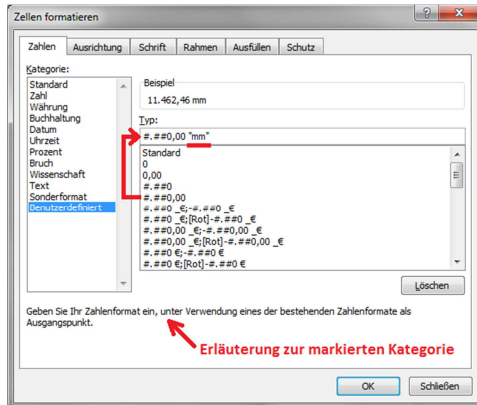 Zellen formatieren
Zahlen Ausrichtung Schrift Rahmen Ausfüllen Schutz
Kategorie:
Standard
Zahl
Währung
Buchhaltung
Datum
Uhrzeit
Prozent
Bruch
Wissenschaft
Text
Sonderformat
Benutzerdefiniert
Beispiel
11.462,46 mm
Typ:
#.##0,00 "mm"
Standard
0
0,00
#.##0
#.##0,00
#.##0 _€;-#.##0 _€
#.##0 _€;[Rot]-#.##0 _€
#.##0,00 _€;-#.##0,00 _€
#.##0,00 _€;[Rot]-#.##0,00 _€
#.##0 €;-#.##0 €
#.##0 €;[Rot]-#.##0 €
Löschen
Geben Sie Ihr Zahlenformat ein, unter Verwendung eines der bestehenden Zahlenformate als
Ausgangspunkt.
Erläuterung zur markierten Kategorie
OK Schließen